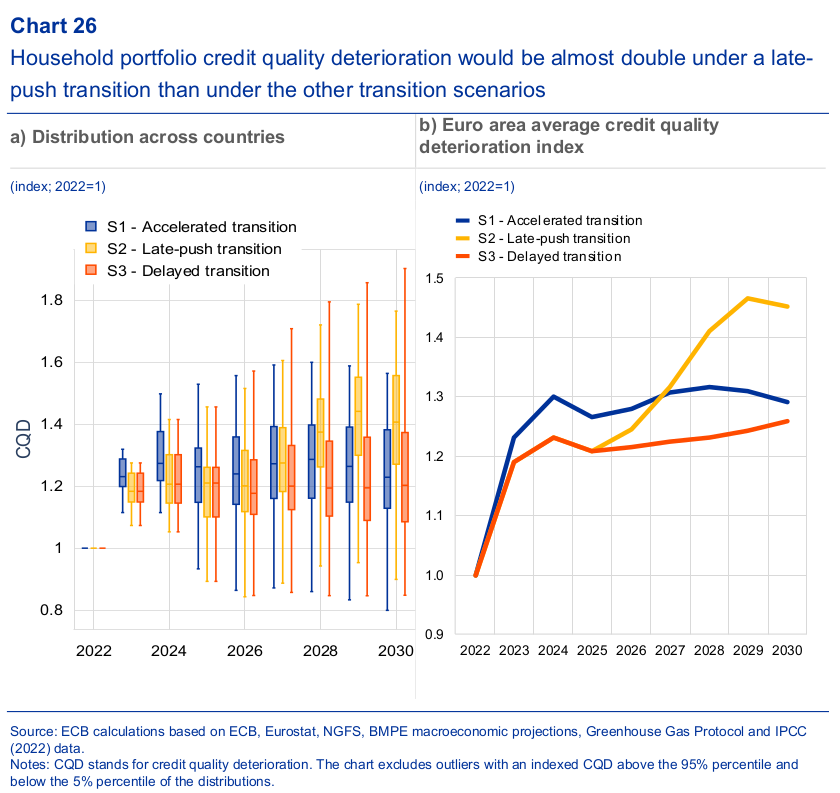 Chart 26
Household portfolio credit quality deterioration would be almost double under a late-
push transition than under the other transition scenarios
a) Distribution across countries
(index; 2022=1)
S1 - Accelerated transition
S2 - Late-push transition
S3 - Delayed transition
CQD
1.8
1.6
1.4
1.2
1
0.8
2022 2024 2026 2028 2030
b) Euro area average credit quality
deterioration index
(index; 2022=1)
S1 - Accelerated transition
S2 - Late-push transition
S3 - Delayed transition
1.5
1.4
1.3
1.2
1.1
1.0
0.9
2022 2023 2024 2025 2026 2027 2028 2029 2030
Source: ECB calculations based on ECB, Eurostat, NGFS, BMPE macroeconomic projections, Greenhouse Gas Protocol and IPCC
(2022) data.
Notes: CQD stands for credit quality deterioration. The chart excludes outliers with an indexed CQD above the 95% percentile and
below the 5% percentile of the distributions.